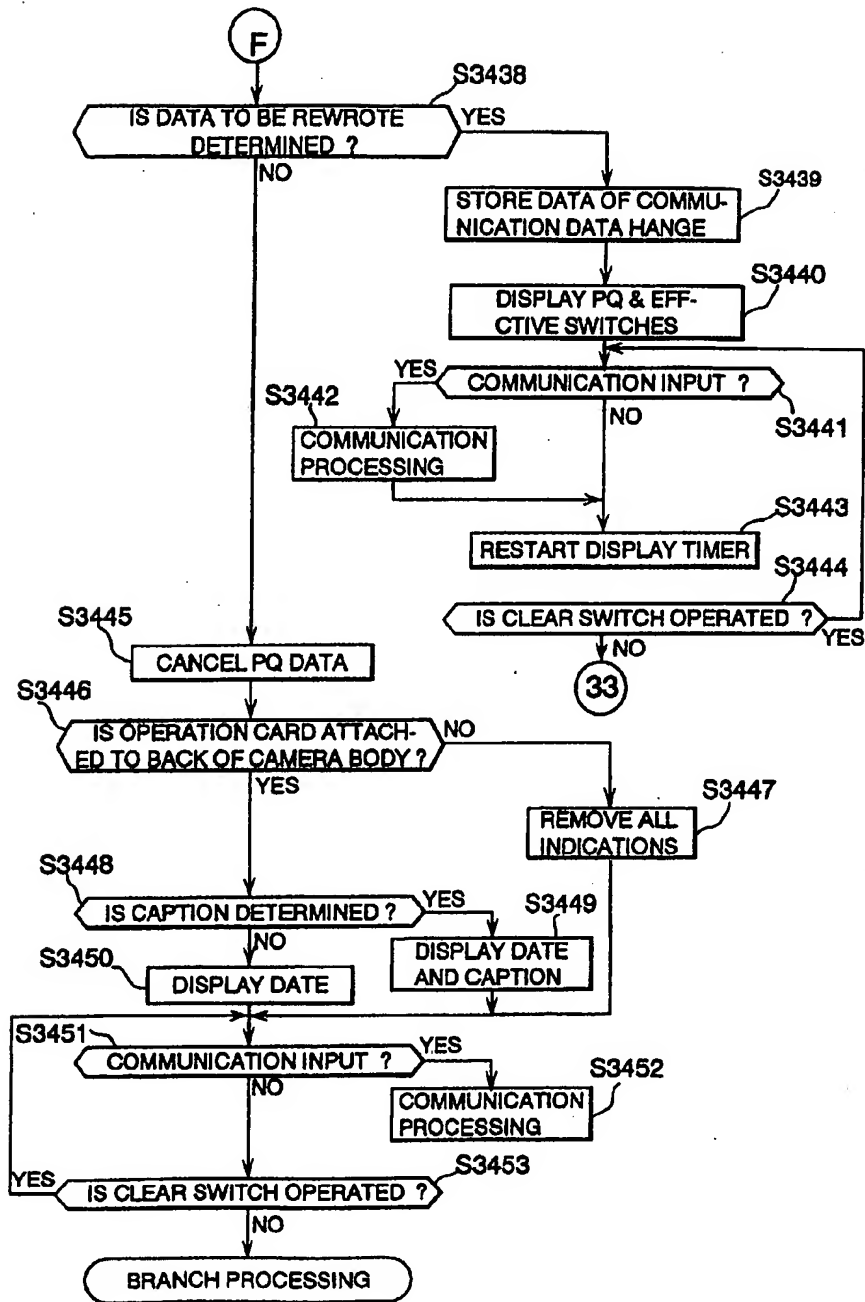 F
S3438
IS DATA TO BE REWROTE
DETERMINED ?
YES
NO
S3439
STORE DATA OF COMMU-
NICATION DATA HANGE
S3440
DISPLAY PQ & EFF-
CTIVE SWITCHES
YES
COMMUNICATION INPUT ?
S3441
S3442
NO
COMMUNICATION
PROCESSING
S3443
RESTART DISPLAY TIMER
S3444
IS CLEAR SWITCH OPERATED ?
YES
NO
33
S3445
CANCEL PQ DATA
S3446
IS OPERATION CARD ATTACH-
ED TO BACK OF CAMERA BODY ?
NO
YES
S3447
REMOVE ALL
INDICATIONS
S3448
IS CAPTION DETERMINED ?
YES
NO
S3449
DISPLAY DATE
AND CAPTION
S3450
DISPLAY DATE
S3451
COMMUNICATION INPUT ?
YES
NO
S3452
COMMUNICATION
PROCESSING
S3453
YES
IS CLEAR SWITCH OPERATED ?
NO
BRANCH PROCESSING